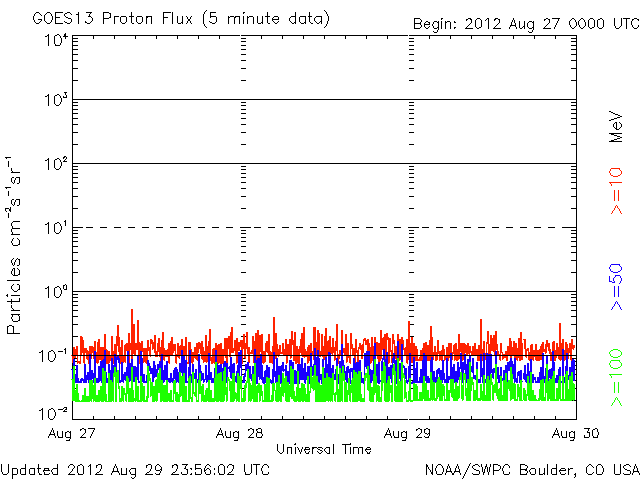 GOES13 Proton Flux (5 minute data)
Begin: 2012 Aug 27 0000 UTC
Particles cm⁻²s⁻¹sr⁻¹
10⁴
10³
10²
10¹
10⁰
10⁻¹
10⁻²
MeV
>=10
>=50
>=100
Aug 27
Aug 28
Aug 29
Aug 30
Universal Time
Updated 2012 Aug 29 23:56:02 UTC
NOAA/SWPC Boulder, CO USA